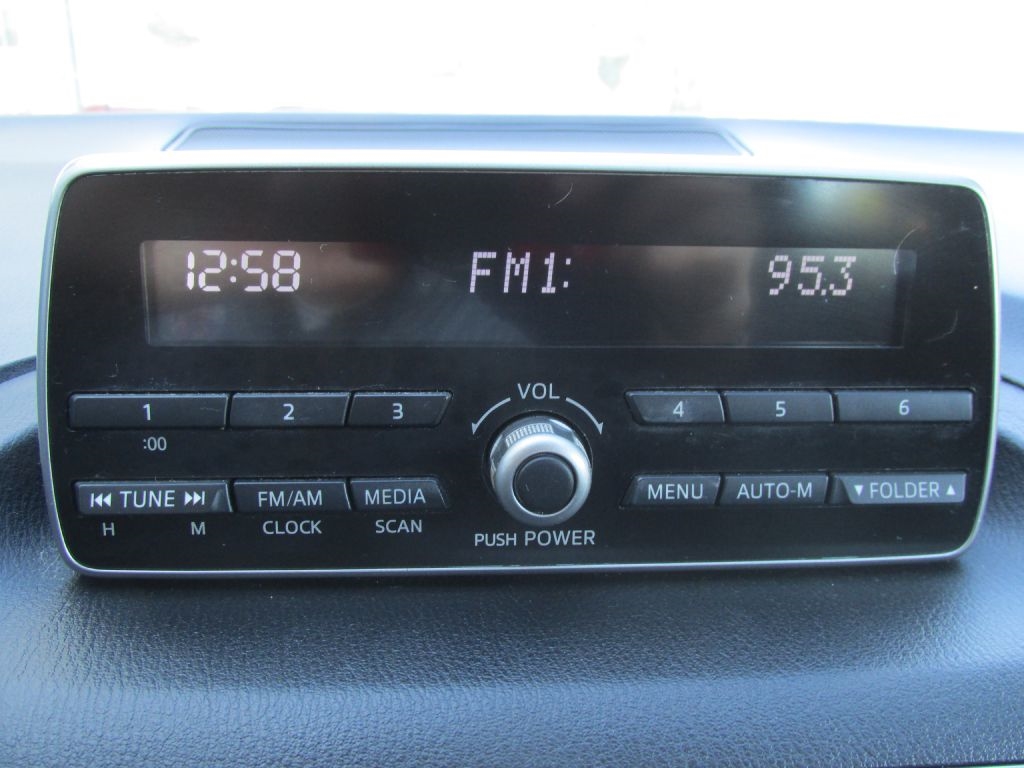 12:58 FM1: 95.3
VOL
1 2 3 4 5 6
:00
⏮ TUNE ⏭ FM/AM MEDIA MENU AUTO-M ▼ FOLDER ▲
H M CLOCK SCAN
PUSH POWER